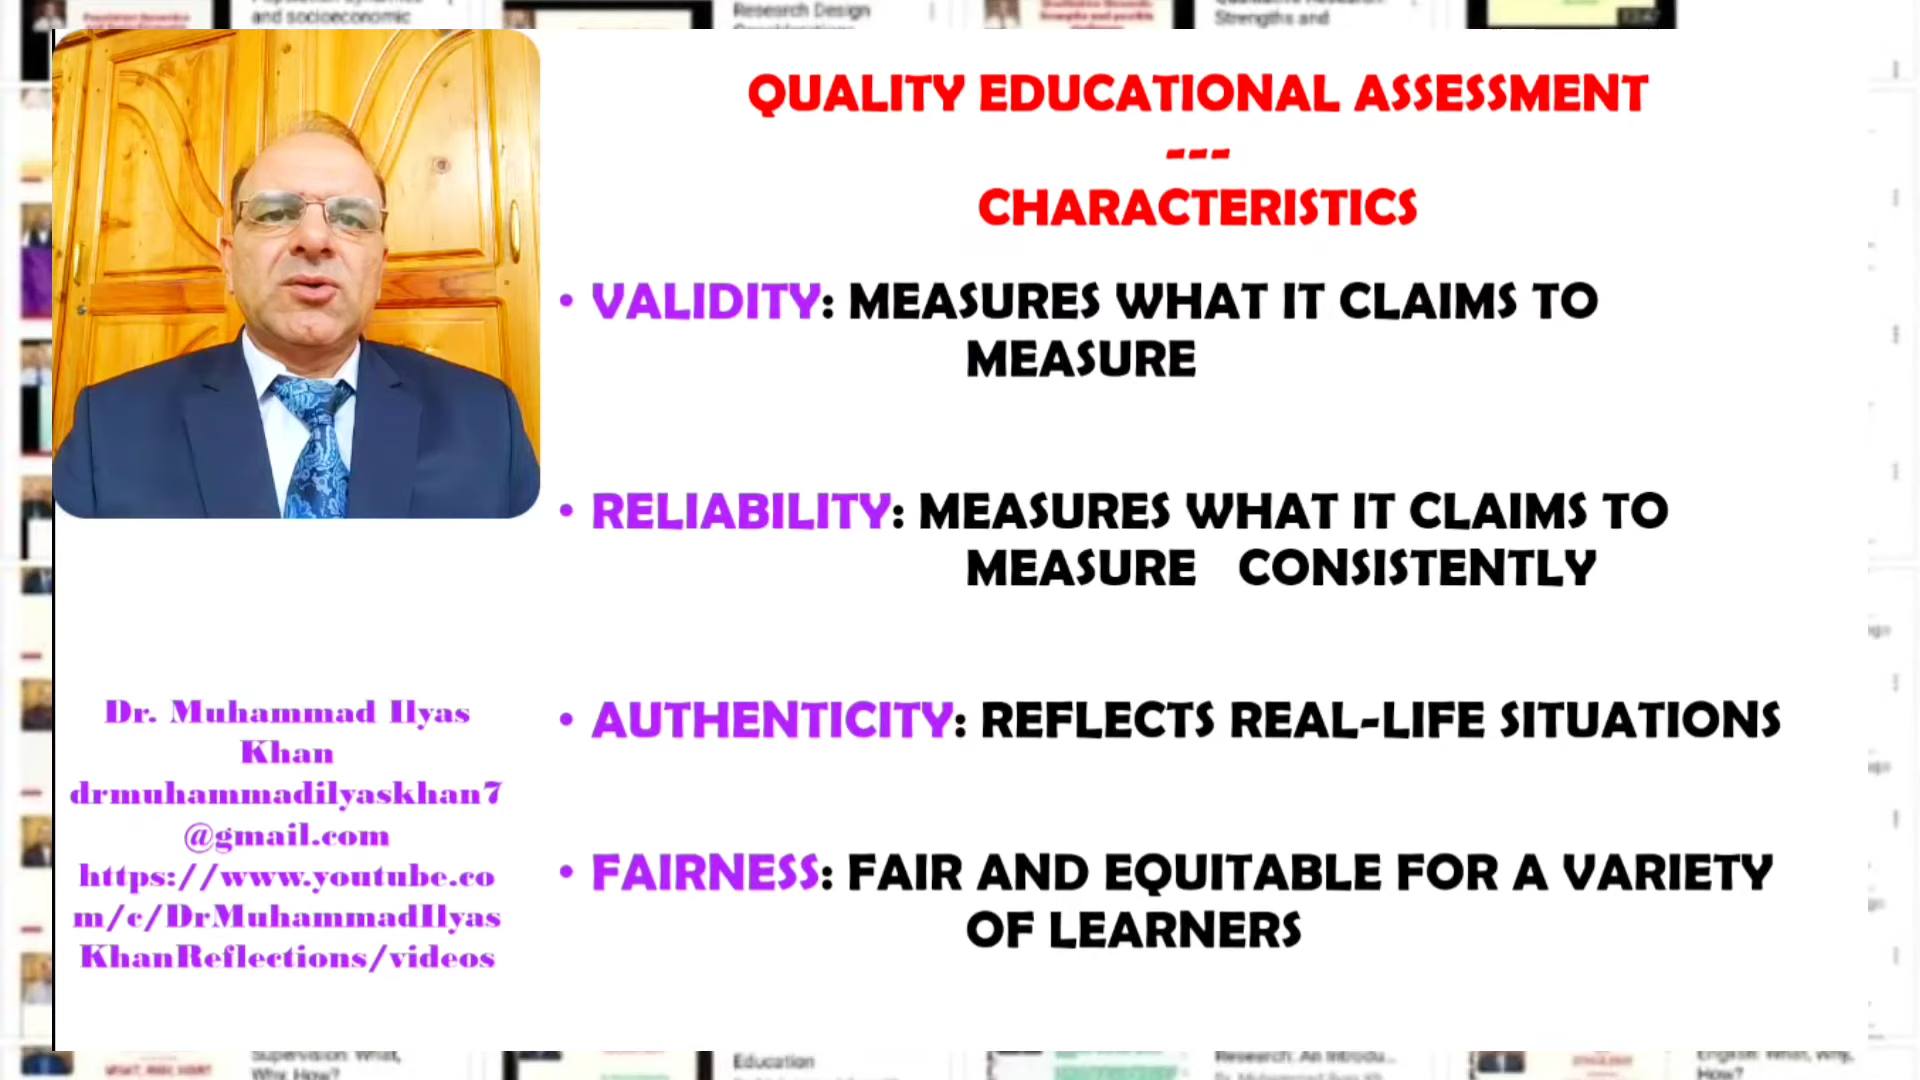 and socioeconomic
Research Design
Strengths and
QUALITY EDUCATIONAL ASSESSMENT
---
CHARACTERISTICS
• VALIDITY: MEASURES WHAT IT CLAIMS TO
MEASURE
• RELIABILITY: MEASURES WHAT IT CLAIMS TO
MEASURE CONSISTENTLY
• AUTHENTICITY: REFLECTS REAL-LIFE SITUATIONS
• FAIRNESS: FAIR AND EQUITABLE FOR A VARIETY
OF LEARNERS
Dr. Muhammad Ilyas
Khan
drmuhammadilyaskhan7
@gmail.com
https://www.youtube.co
m/c/DrMuhammadIlyas
KhanReflections/videos
Supervision: What,
Why, How?
Education
Research: An Introdu...
English: What, Why,
How?